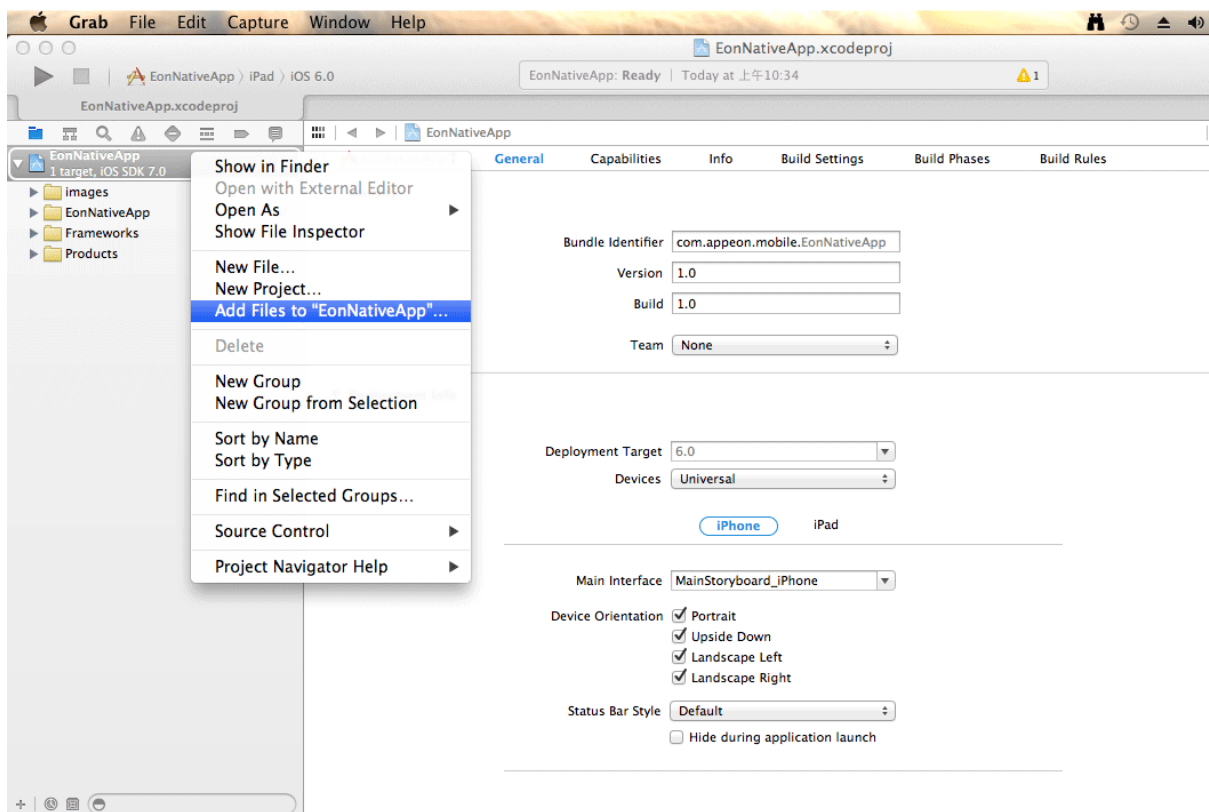 Grab File Edit Capture Window Help
EonNativeApp.xcodeproj
EonNativeApp iPad iOS 6.0
EonNativeApp: Ready | Today at 上午10:34
1
EonNativeApp.xcodeproj
EonNativeApp
EonNativeApp
1 target, iOS SDK 7.0
images
EonNativeApp
Frameworks
Products
Show in Finder
Open with External Editor
Open As
Show File Inspector
New File...
New Project...
Add Files to "EonNativeApp"...
Delete
New Group
New Group from Selection
Sort by Name
Sort by Type
Find in Selected Groups...
Source Control
Project Navigator Help
General Capabilities Info Build Settings Build Phases Build Rules
Bundle Identifier com.appeon.mobile.EonNativeApp
Version 1.0
Build 1.0
Team None
Deployment Target 6.0
Devices Universal
iPhone iPad
Main Interface MainStoryboard_iPhone
Device Orientation Portrait
Upside Down
Landscape Left
Landscape Right
Status Bar Style Default
Hide during application launch